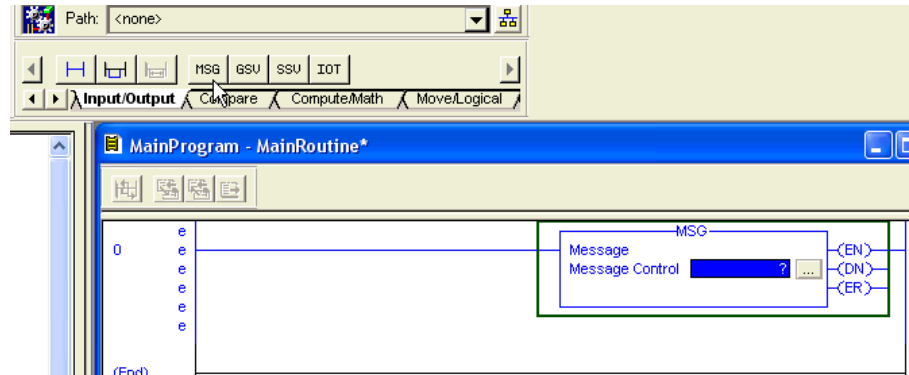 Path: <none>
MSG GSV SSV IOT
Input/Output Compare Compute/Math Move/Logical
MainProgram - MainRoutine*
e
0 e
e
e
e
e
MSG
Message
Message Control ? ...
EN
DN
ER
(End)